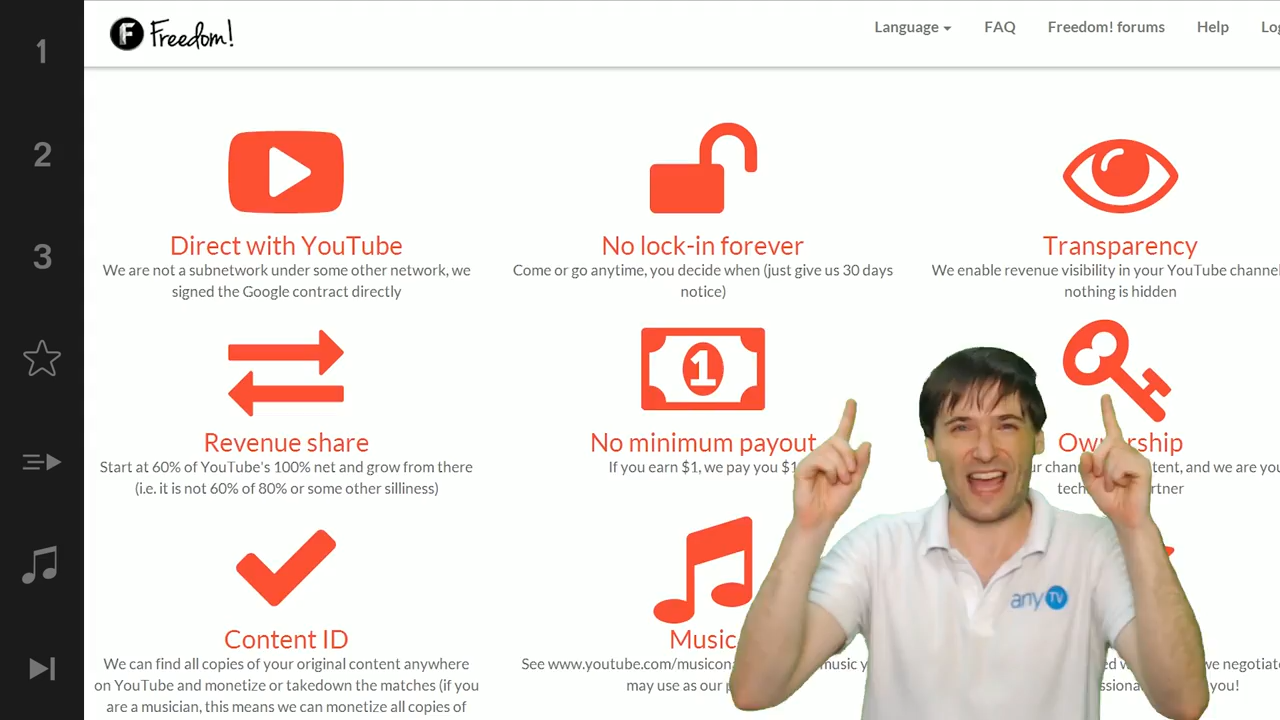 1
2
3
F Freedom!
Language
FAQ
Freedom! forums
Help
Direct with YouTube
We are not a subnetwork under some other network, we
signed the Google contract directly
No lock-in forever
Come or go anytime, you decide when (just give us 30 days
notice)
Transparency
We enable revenue visibility in your YouTube channel
nothing is hidden
Revenue share
Start at 60% of YouTube's 100% net and grow from there
(i.e. it is not 60% of 80% or some other silliness)
1
No minimum payout
If you earn $1, we pay you $1
any TV
Content ID
We can find all copies of your original content anywhere
on YouTube and monetize or takedown the matches (if you
are a musician, this means we can monetize all copies of
Music
See
music
may use as our
we
you!